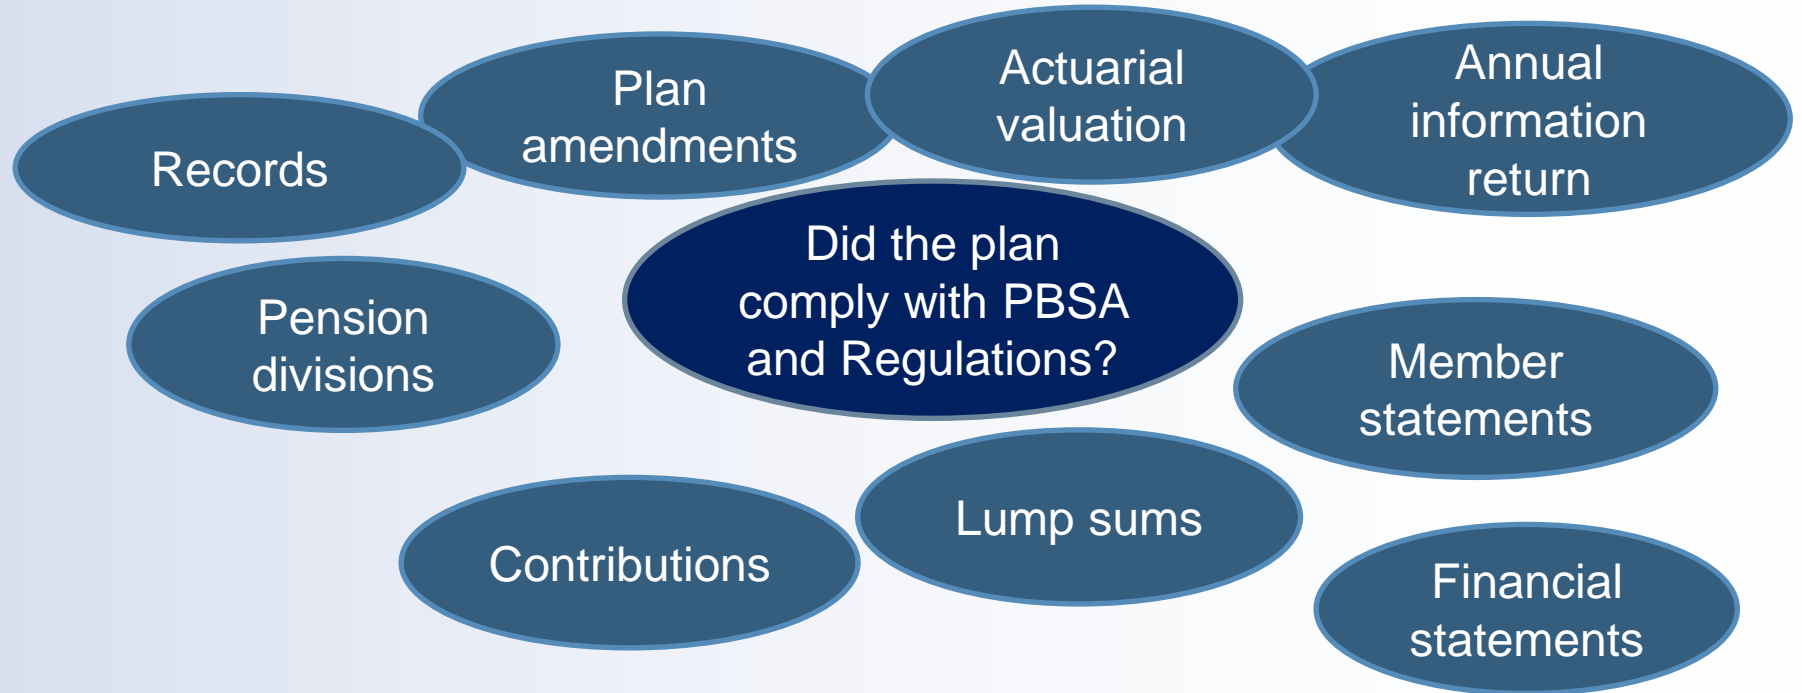 Records
Plan
amendments
Actuarial
valuation
Annual
information
return
Did the plan
comply with PBSA
and Regulations?
Pension
divisions
Member
statements
Contributions
Lump sums
Financial
statements